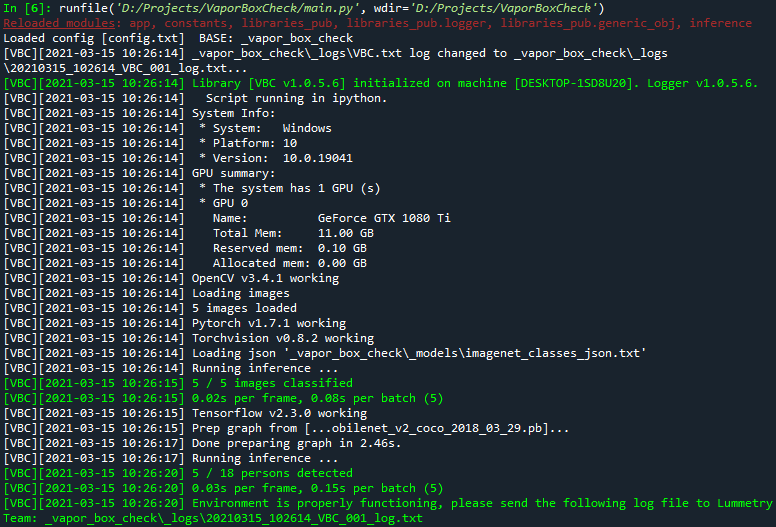 In [6]: runfile('D:/Projects/VaporBoxCheck/main.py', wdir='D:/Projects/VaporBoxCheck')
Reloaded modules: app, constants, libraries_pub, libraries_pub.logger, libraries_pub.generic_obj, inference
Loaded config [config.txt]  BASE: _vapor_box_check
[VBC][2021-03-15 10:26:14] _vapor_box_check\_logs\VBC.txt log changed to _vapor_box_check\_logs
\20210315_102614_VBC_001_log.txt...
[VBC][2021-03-15 10:26:14] Library [VBC v1.0.5.6] initialized on machine [DESKTOP-1SD8U20]. Logger v1.0.5.6.
[VBC][2021-03-15 10:26:14]   Script running in ipython.
[VBC][2021-03-15 10:26:14] System Info:
[VBC][2021-03-15 10:26:14]  * System:   Windows
[VBC][2021-03-15 10:26:14]  * Platform: 10
[VBC][2021-03-15 10:26:14]  * Version:  10.0.19041
[VBC][2021-03-15 10:26:14] GPU summary:
[VBC][2021-03-15 10:26:14]  * The system has 1 GPU (s)
[VBC][2021-03-15 10:26:14]  * GPU 0
[VBC][2021-03-15 10:26:14]    Name:          GeForce GTX 1080 Ti
[VBC][2021-03-15 10:26:14]    Total Mem:     11.00 GB
[VBC][2021-03-15 10:26:14]    Reserved mem:  0.10 GB
[VBC][2021-03-15 10:26:14]    Allocated mem: 0.00 GB
[VBC][2021-03-15 10:26:14] OpenCV v3.4.1 working
[VBC][2021-03-15 10:26:14] Loading images
[VBC][2021-03-15 10:26:14] 5 images loaded
[VBC][2021-03-15 10:26:14] Pytorch v1.7.1 working
[VBC][2021-03-15 10:26:14] Torchvision v0.8.2 working
[VBC][2021-03-15 10:26:14] Loading json '_vapor_box_check\_models\imagenet_classes_json.txt'
[VBC][2021-03-15 10:26:14] Running inference ...
[VBC][2021-03-15 10:26:15] 5 / 5 images classified
[VBC][2021-03-15 10:26:15] 0.02s per frame, 0.08s per batch (5)
[VBC][2021-03-15 10:26:15] Tensorflow v2.3.0 working
[VBC][2021-03-15 10:26:15] Prep graph from [...obilenet_v2_coco_2018_03_29.pb]...
[VBC][2021-03-15 10:26:17] Done preparing graph in 2.46s.
[VBC][2021-03-15 10:26:17] Running inference ...
[VBC][2021-03-15 10:26:20] 5 / 18 persons detected
[VBC][2021-03-15 10:26:20] 0.03s per frame, 0.15s per batch (5)
[VBC][2021-03-15 10:26:20] Environment is properly functioning, please send the following log file to Lummetry
Team: _vapor_box_check\_logs\20210315_102614_VBC_001_log.txt